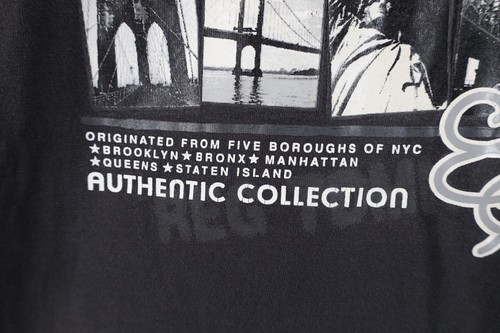 ORIGINATED FROM FIVE BOROUGHS OF NYC
★BROOKLYN★BRONX★ MANHATTAN
★QUEENS ★STATEN ISLAND
AUTHENTIC COLLECTION